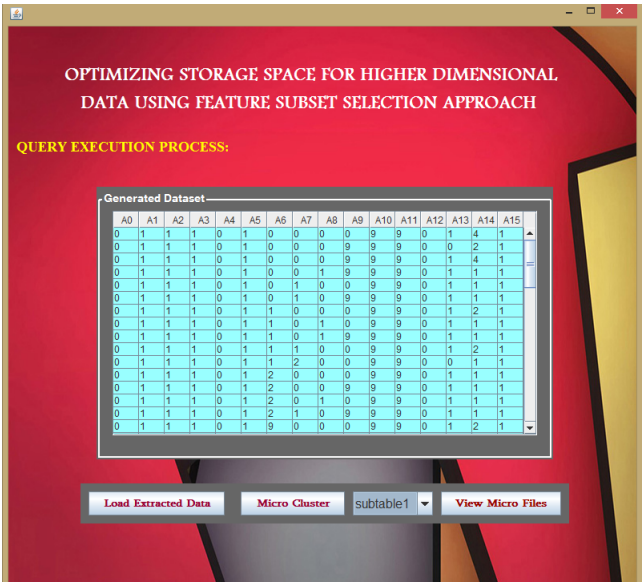 OPTIMIZING STORAGE SPACE FOR HIGHER DIMENSIONAL
DATA USING FEATURE SUBSET SELECTION APPROACH
QUERY EXECUTION PROCESS:
Generated Dataset
A0 A1 A2 A3 A4 A5 A6 A7 A8 A9 A10 A11 A12 A13 A14 A15
0 1 1 1 0 1 0 0 0 0 9 9 0 1 4 1
0 1 1 1 0 1 0 0 0 9 9 9 0 0 2 1
0 1 1 1 0 1 0 0 0 9 9 9 0 1 4 1
0 1 1 1 0 1 0 0 1 9 9 9 0 1 1 1
0 1 1 1 0 1 0 1 0 0 9 9 0 1 1 1
0 1 1 1 0 1 0 1 0 9 9 9 0 1 1 1
0 1 1 1 0 1 1 0 0 0 9 9 0 1 2 1
0 1 1 1 0 1 1 0 1 0 9 9 0 1 1 1
0 1 1 1 0 1 1 0 1 9 9 9 0 1 1 1
0 1 1 1 0 1 1 1 0 0 9 9 0 1 2 1
0 1 1 1 0 1 1 2 0 0 9 9 0 0 1 1
0 1 1 1 0 1 2 0 0 0 9 9 0 1 1 1
0 1 1 1 0 1 2 0 0 9 9 9 0 1 1 1
0 1 1 1 0 1 2 0 1 0 9 9 0 1 1 1
0 1 1 1 0 1 2 1 0 9 9 9 0 1 1 1
0 1 1 1 0 1 9 0 0 0 9 9 0 1 2 1
Load Extracted Data Micro Cluster subtable1 View Micro Files